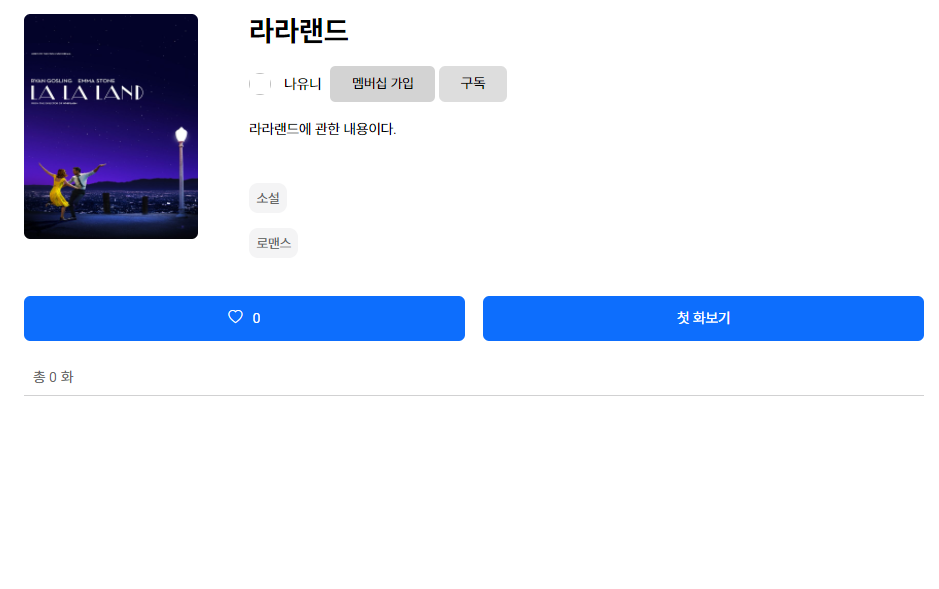 라라랜드
RYAN GOSLING EMMA STONE
LA LA LAND
나유니 멤버십 가입 구독
라라랜드에 관한 내용이다.
소설
로맨스
0
첫 화보기
총 0 화